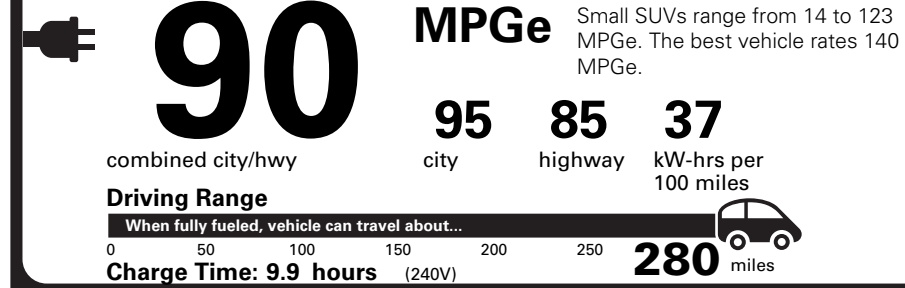 90
MPGe
Small SUVs range from 14 to 123
MPGe. The best vehicle rates 140
MPGe.
95 85 37
combined city/hwy city highway kW-hrs per
100 miles
Driving Range
When fully fueled, vehicle can travel about...
0 50 100 150 200 250 280 miles
Charge Time: 9.9 hours (240V)